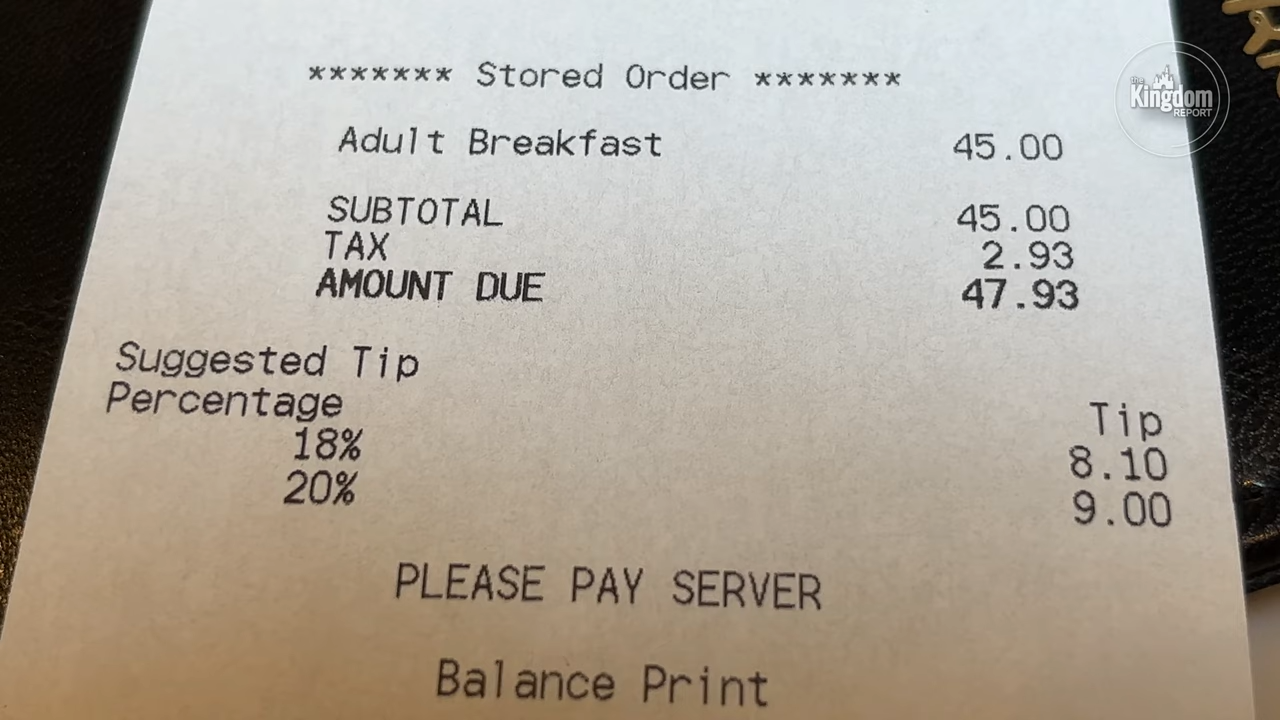 ******* Stored Order *******
the
Kingdom
REPORT
Adult Breakfast 45.00
SUBTOTAL 45.00
TAX 2.93
AMOUNT DUE 47.93
Suggested Tip
Percentage Tip
18% 8.10
20% 9.00
PLEASE PAY SERVER
Balance Print